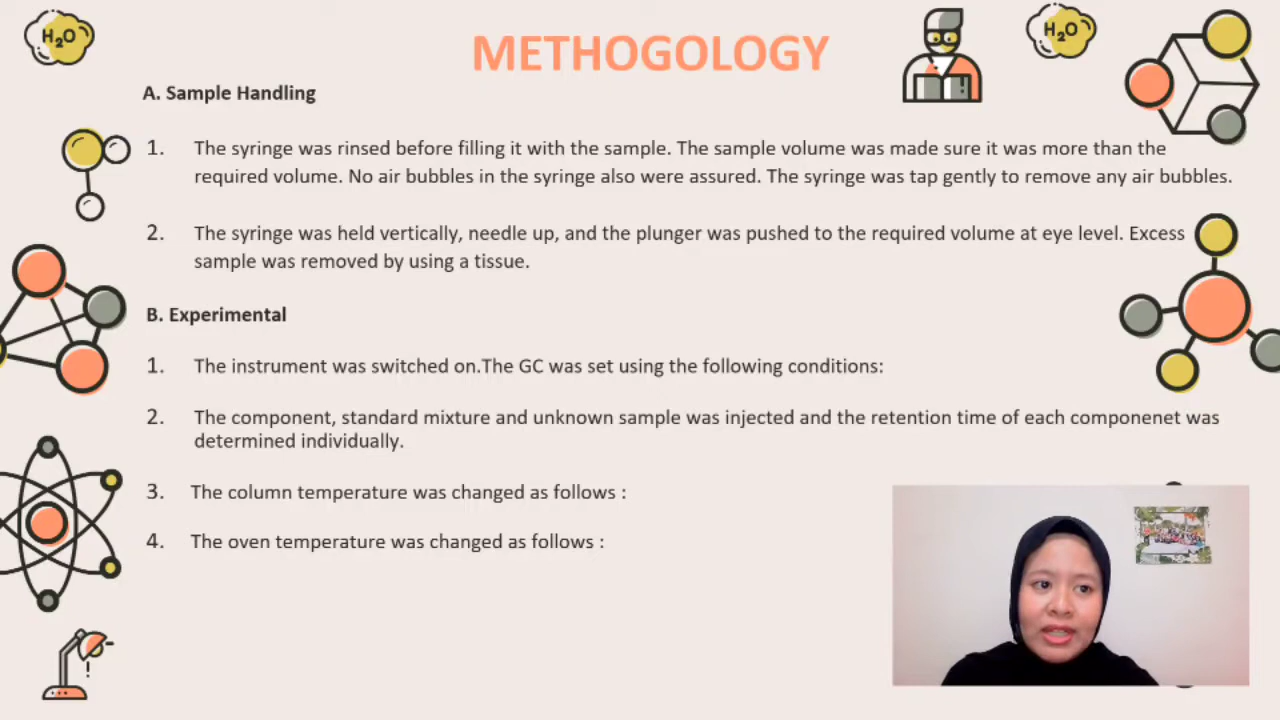 H2O
METHOGOLOGY
H2O
A. Sample Handling
1. The syringe was rinsed before filling it with the sample. The sample volume was made sure it was more than the
required volume. No air bubbles in the syringe also were assured. The syringe was tap gently to remove any air bubbles.
2. The syringe was held vertically, needle up, and the plunger was pushed to the required volume at eye level. Excess
sample was removed by using a tissue.
B. Experimental
1. The instrument was switched on.The GC was set using the following conditions:
2. The component, standard mixture and unknown sample was injected and the retention time of each componenet was
determined individually.
3. The column temperature was changed as follows :
4. The oven temperature was changed as follows :